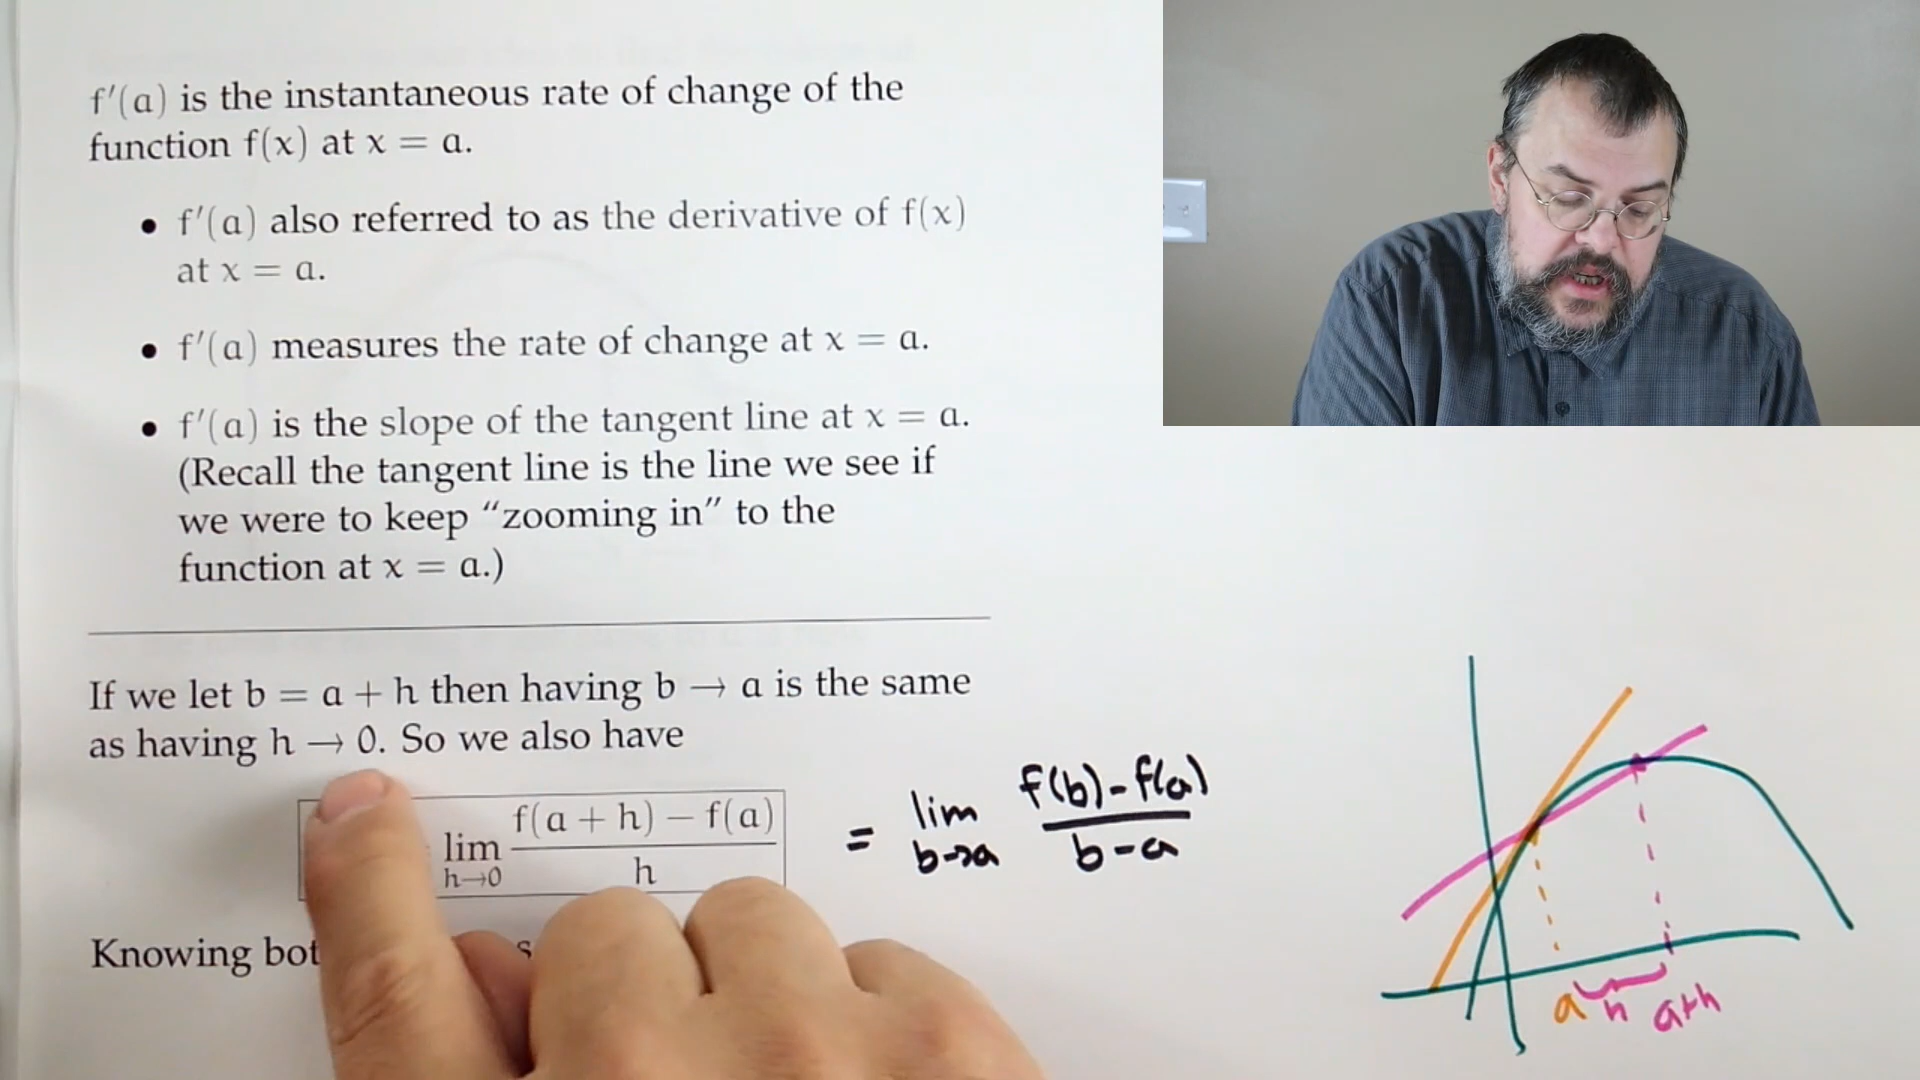 f′(a) is the instantaneous rate of change of the
function f(x) at x = a.
• f′(a) also referred to as the derivative of f(x)
at x = a.
• f′(a) measures the rate of change at x = a.
• f′(a) is the slope of the tangent line at x = a.
(Recall the tangent line is the line we see if
we were to keep “zooming in” to the
function at x = a.)
If we let b = a + h then having b → a is the same
as having h → 0. So we also have
lim h→0 (f(a + h) − f(a)) / h
= lim b→a (f(b) - f(a)) / (b - a)
Knowing
a h a+h